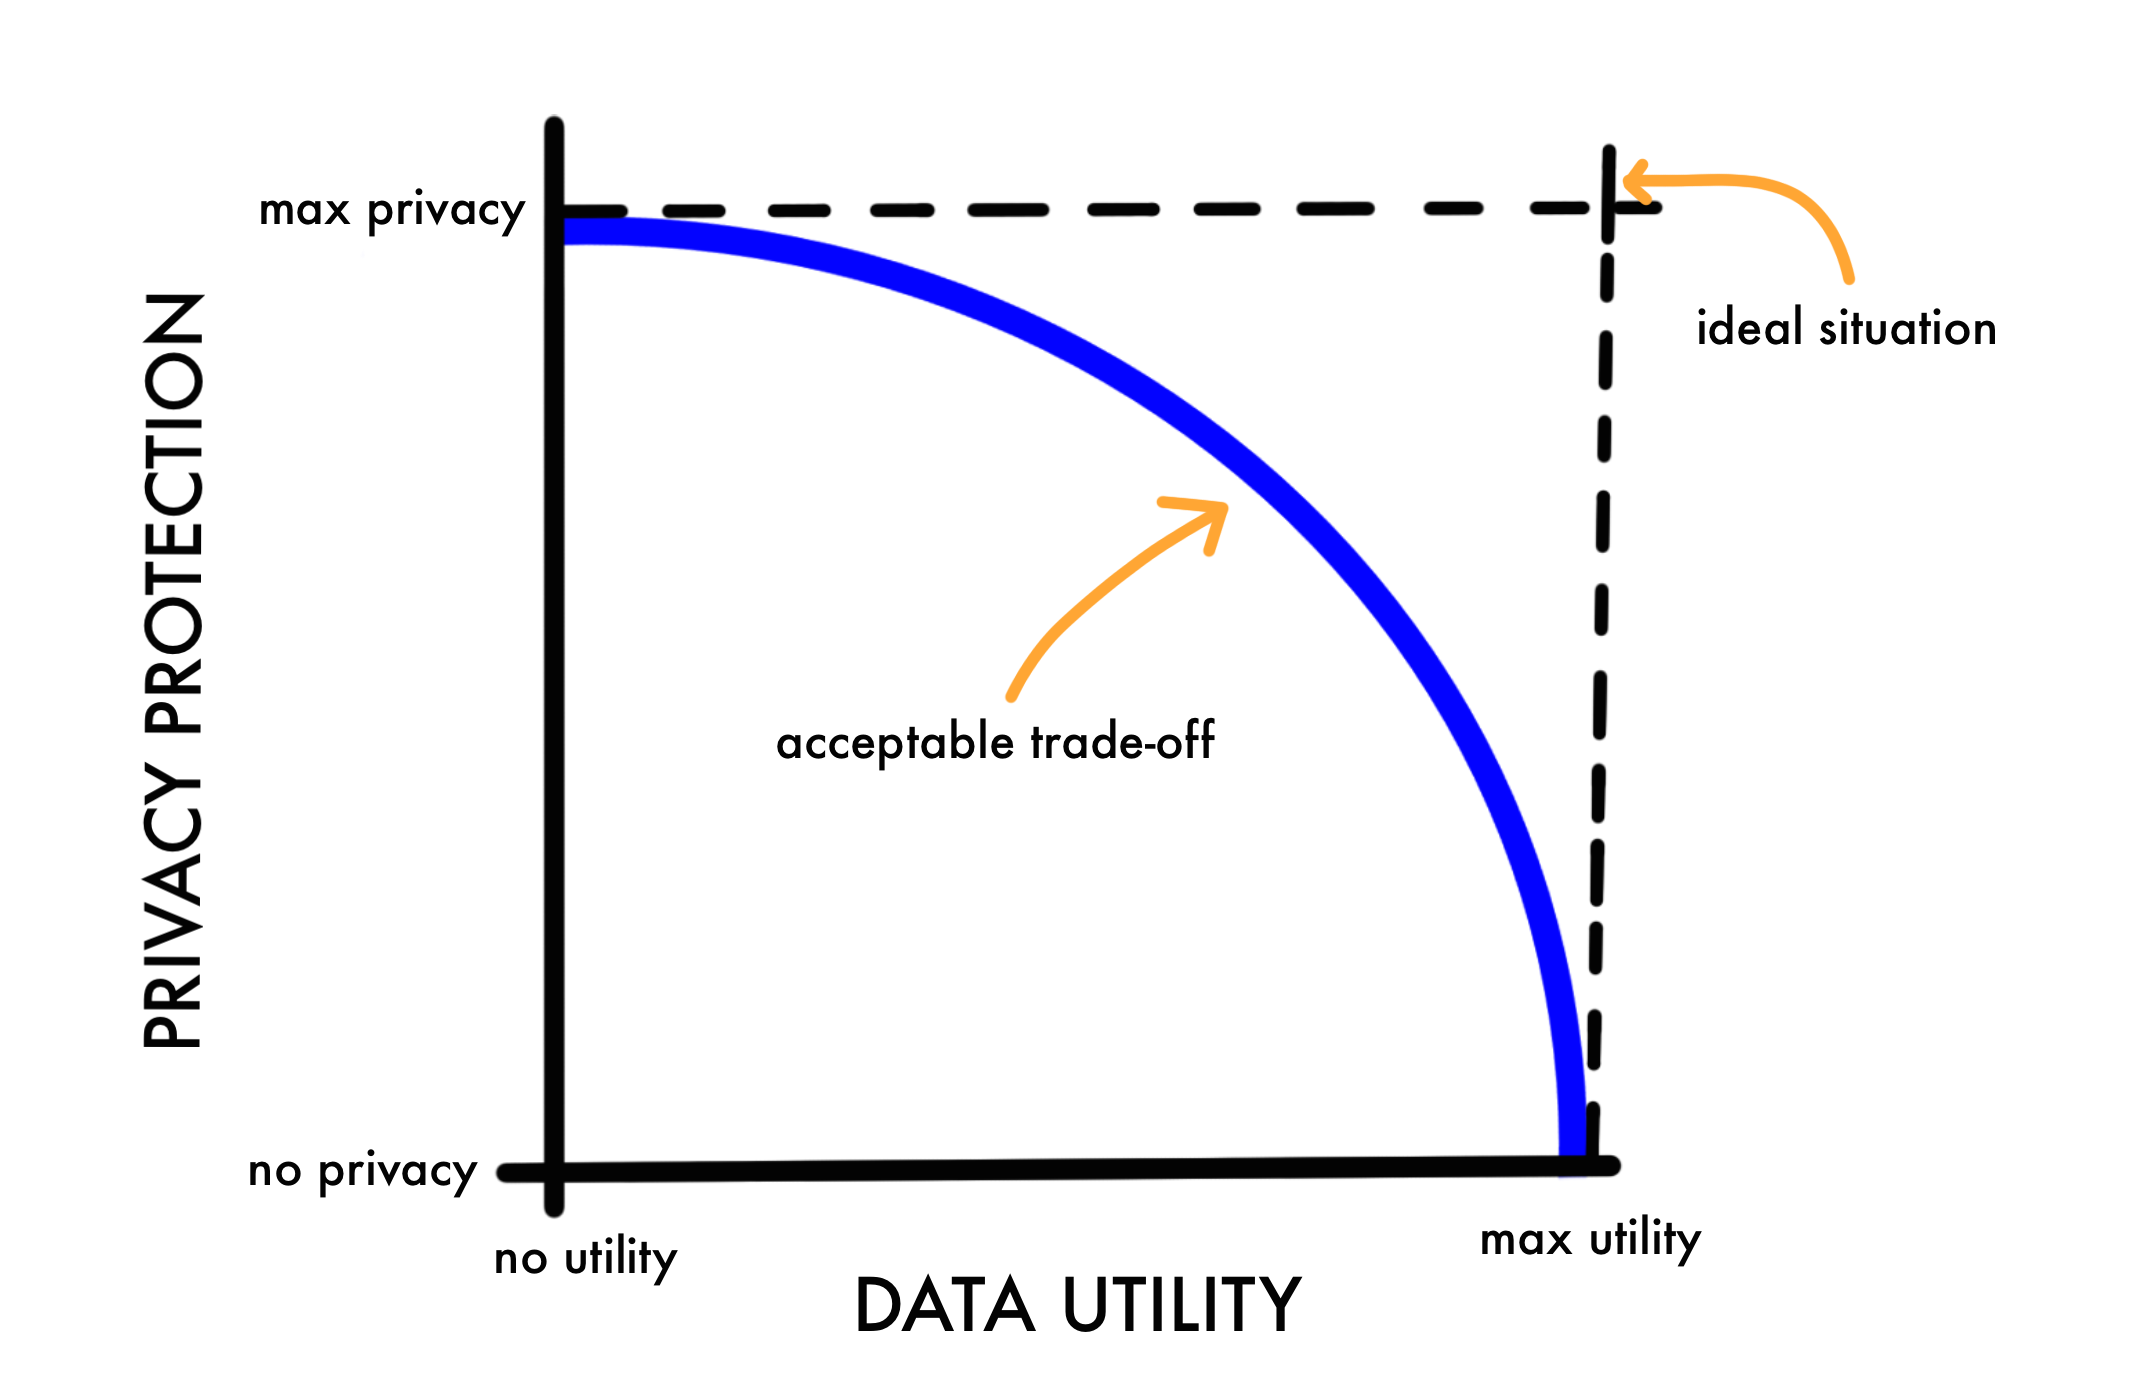 max privacy
ideal situation
PRIVACY PROTECTION
acceptable trade-off
no privacy
no utility
max utility
DATA UTILITY